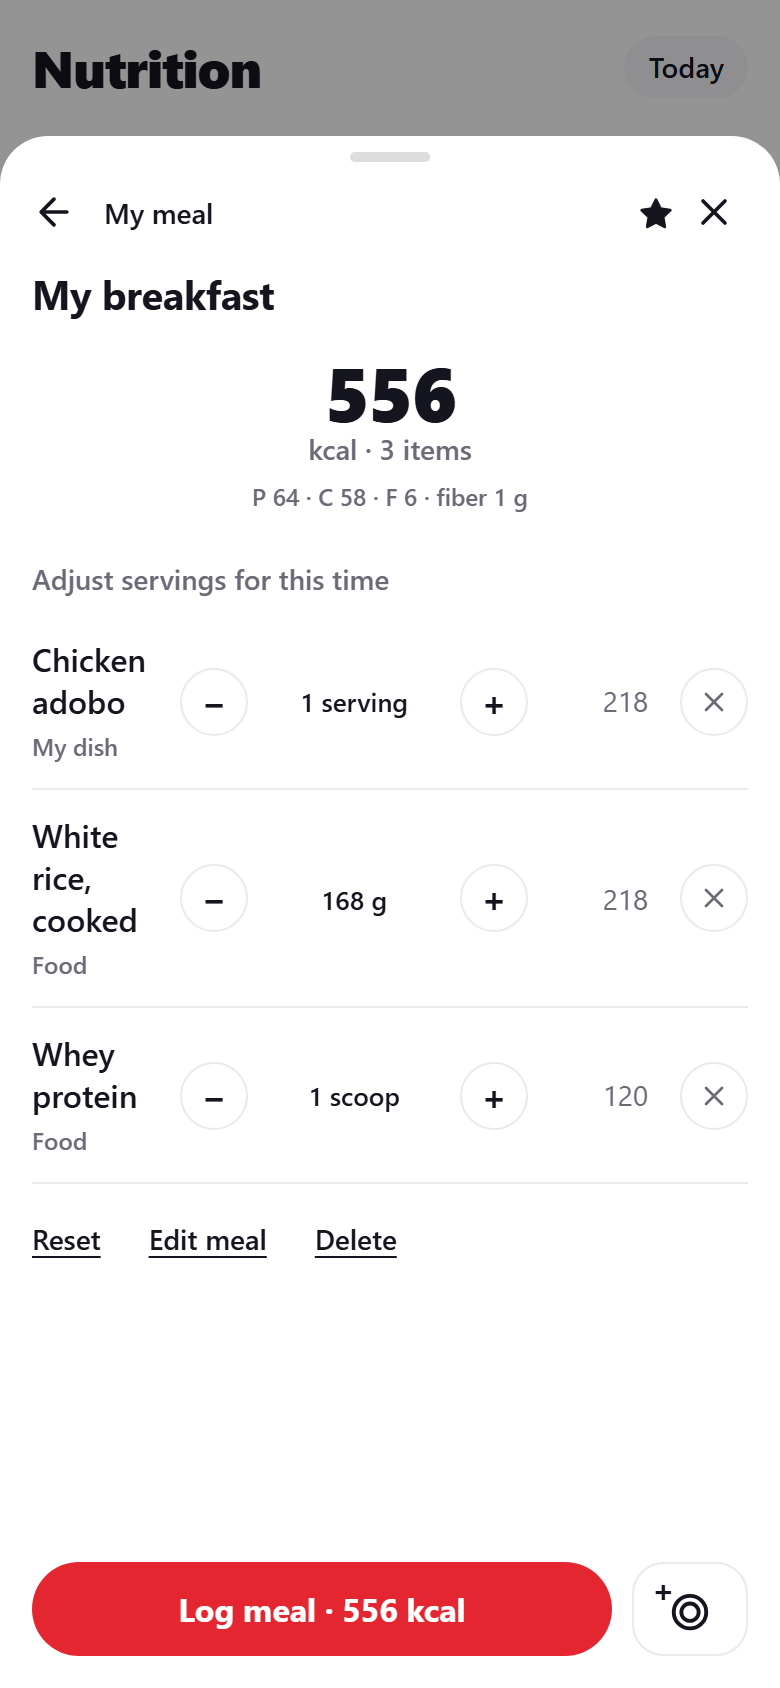 Nutrition
Today
My meal
My breakfast
556
kcal · 3 items
P 64 · C 58 · F 6 · fiber 1 g
Adjust servings for this time
Chicken
adobo
My dish
− 1 serving + 218
White
rice,
cooked
Food
− 168 g + 218
Whey
protein
Food
− 1 scoop + 120
Reset Edit meal Delete
Log meal · 556 kcal